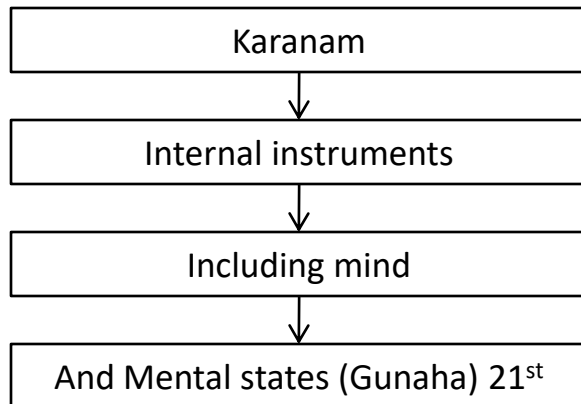 Karanam
Internal instruments
Including mind
And Mental states (Gunaha) 21st